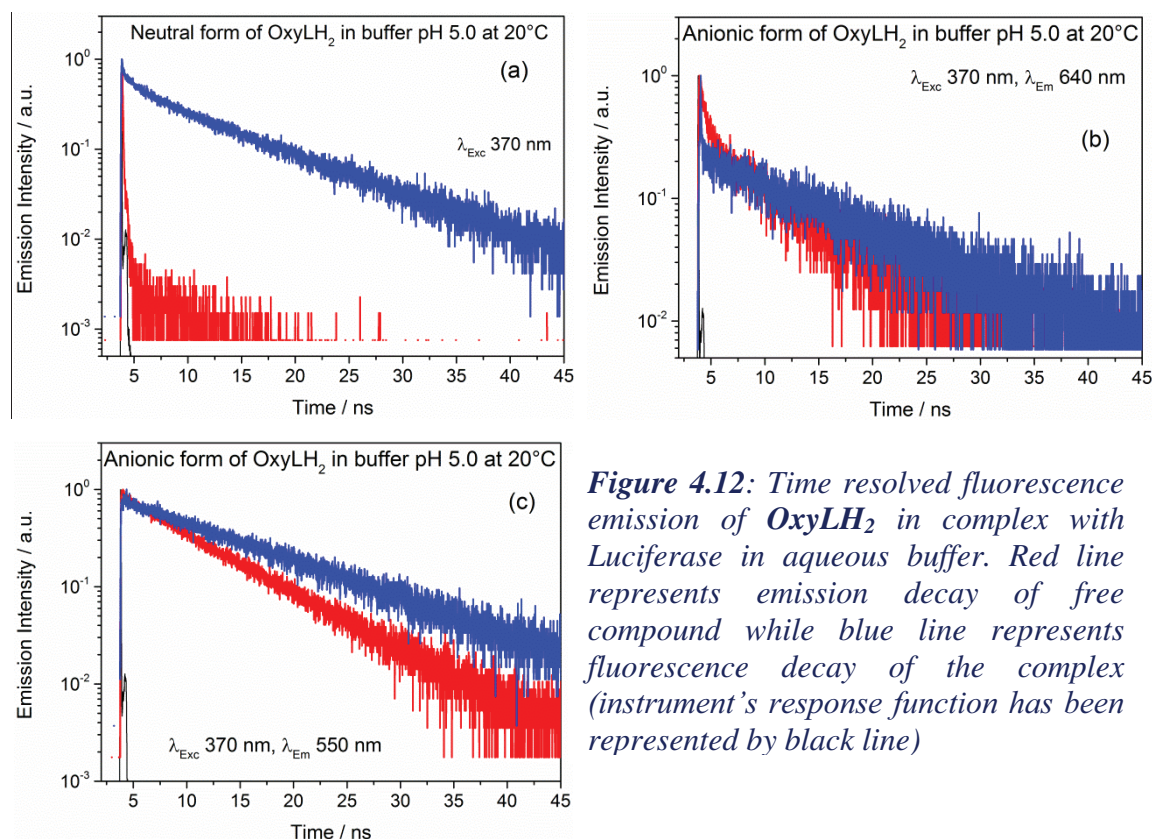 Neutral form of OxyLH₂ in buffer pH 5.0 at 20°C
(a)
λExc 370 nm
Emission Intensity / a.u.
10⁰
10⁻¹
10⁻²
10⁻³
5 10 15 20 25 30 35 40 45
Time / ns
Anionic form of OxyLH₂ in buffer pH 5.0 at 20°C
λExc 370 nm, λEm 640 nm
(b)
Emission Intensity / a.u.
10⁰
10⁻¹
10⁻²
5 10 15 20 25 30 35 40 45
Time / ns
Anionic form of OxyLH₂ in buffer pH 5.0 at 20°C
(c)
λExc 370 nm, λEm 550 nm
Emission Intensity / a.u.
10⁰
10⁻¹
10⁻²
10⁻³
5 10 15 20 25 30 35 40 45
Time / ns
Figure 4.12: Time resolved fluorescence
emission of OxyLH₂ in complex with
Luciferase in aqueous buffer. Red line
represents emission decay of free
compound while blue line represents
fluorescence decay of the complex
(instrument's response function has been
represented by black line)